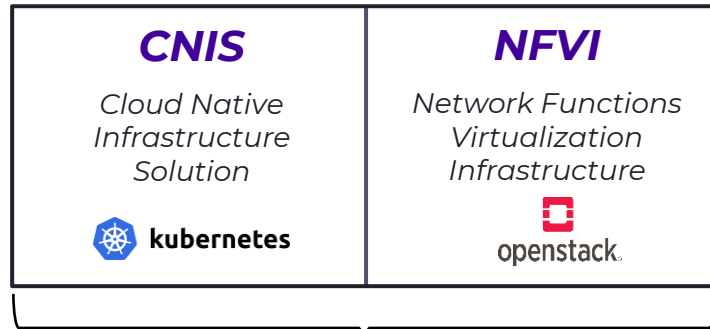 CNIS
Cloud Native
Infrastructure
Solution
kubernetes
NFVI
Network Functions
Virtualization
Infrastructure
openstack.